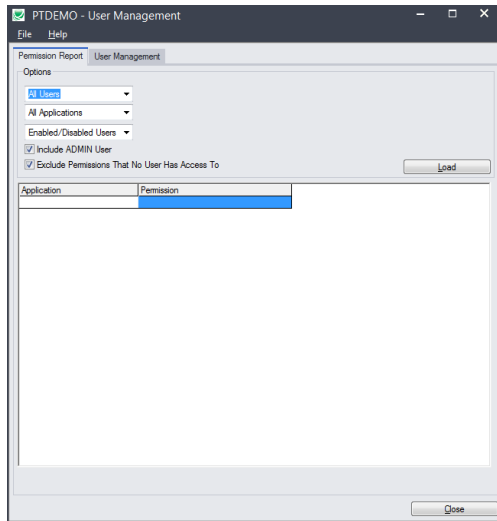 PTDEMO - User Management
File Help
Permission Report User Management
Options
All Users
All Applications
Enabled/Disabled Users
Include ADMIN User
Exclude Permissions That No User Has Access To
Load
Application Permission
Close